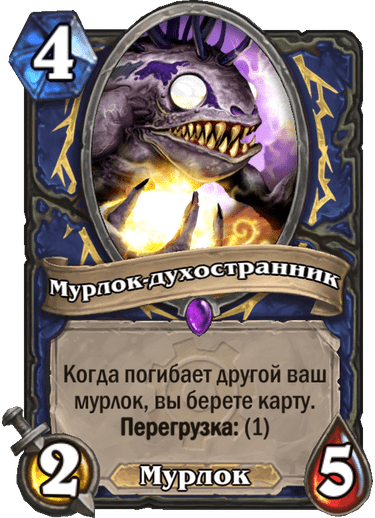 4
Мурлок-духостранник
Когда погибает другой ваш
мурлок, вы берете карту.
Перегрузка: (1)
2
Мурлок
5